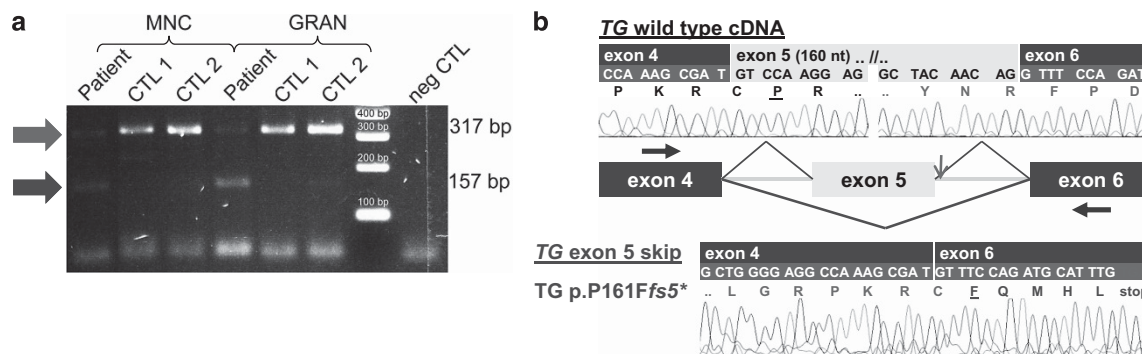 a
MNC GRAN
Patient CTL 1 CTL 2 Patient CTL 1 CTL 2 neg CTL
400 bp
300 bp
200 bp
100 bp
317 bp
157 bp
b
TG wild type cDNA
exon 4 exon 5 (160 nt) .. //.. exon 6
CCA AAG CGA T GT CCA AGG AG GC TAC AAC AG G TTT CCA GAT
P K R C P R .. .. Y N R F P D
exon 4 exon 5 exon 6
TG exon 5 skip
exon 4 exon 6
G CTG GGG AGG CCA AAG CGA T GT TTC CAG ATG CAT TTG
TG p.P161Ffs5*
.. L G R P K R C F Q M H L stop